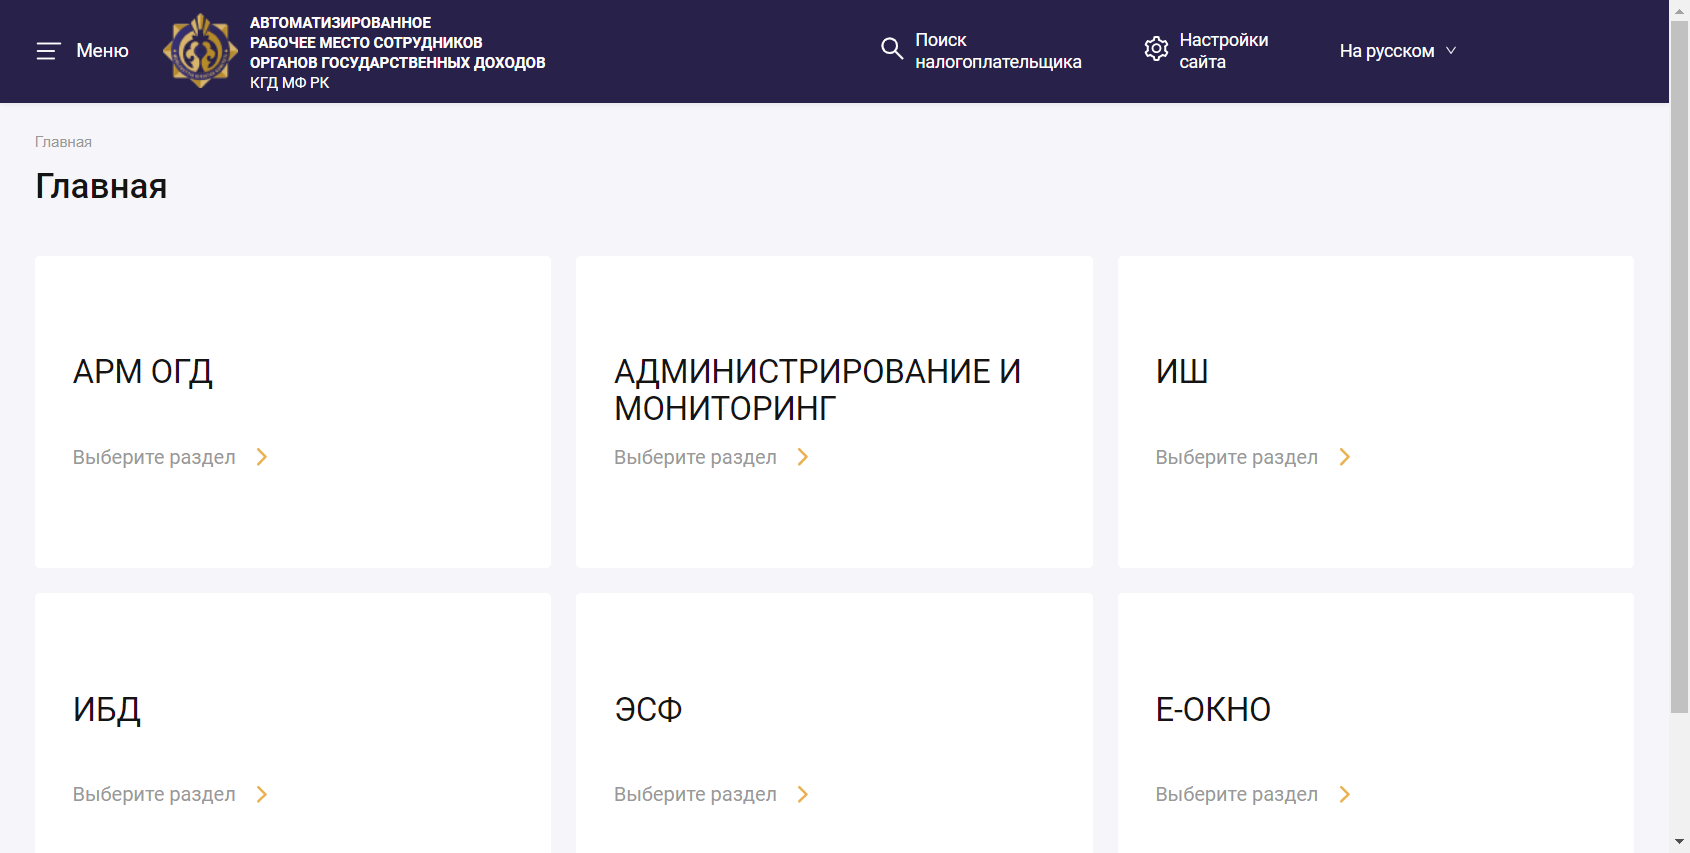 Меню
АВТОМАТИЗИРОВАННОЕ
РАБОЧЕЕ МЕСТО СОТРУДНИКОВ
ОРГАНОВ ГОСУДАРСТВЕННЫХ ДОХОДОВ
КГД МФ РК
Поиск
налогоплательщика
Настройки
сайта
На русском
Главная
Главная
АРМ ОГД
Выберите раздел
АДМИНИСТРИРОВАНИЕ И
МОНИТОРИНГ
Выберите раздел
ИШ
Выберите раздел
ИБД
Выберите раздел
ЭСФ
Выберите раздел
Е-ОКНО
Выберите раздел